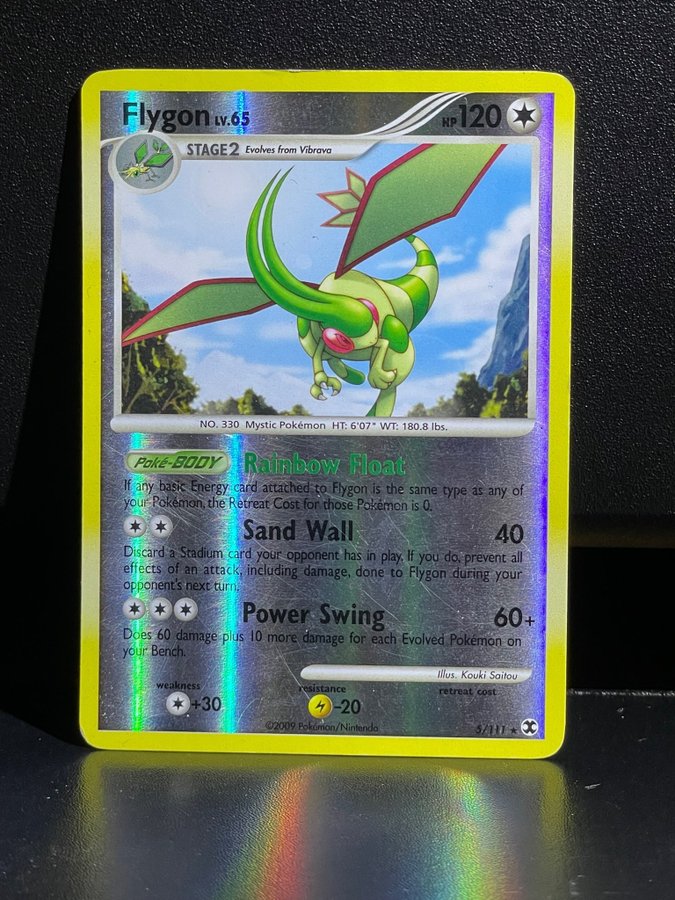 Flygon LV.65 HP 120
STAGE2 Evolves from Vibrava
NO. 330 Mystic Pokémon HT: 6'07" WT: 180.8 lbs.
Poké-BODY Rainbow Float
If any basic Energy card attached to Flygon is the same type as any of
your Pokémon, the Retreat Cost for those Pokémon is 0.
Sand Wall 40
Discard a Stadium card your opponent has in play. If you do, prevent all
effects of an attack, including damage, done to Flygon during your
opponent's next turn.
Power Swing 60+
Does 60 damage plus 10 more damage for each Evolved Pokémon on
your Bench.
Illus. Kouki Saitou
weakness resistance retreat cost
+30 -20
©2009 Pokémon/Nintendo 5/111 ★